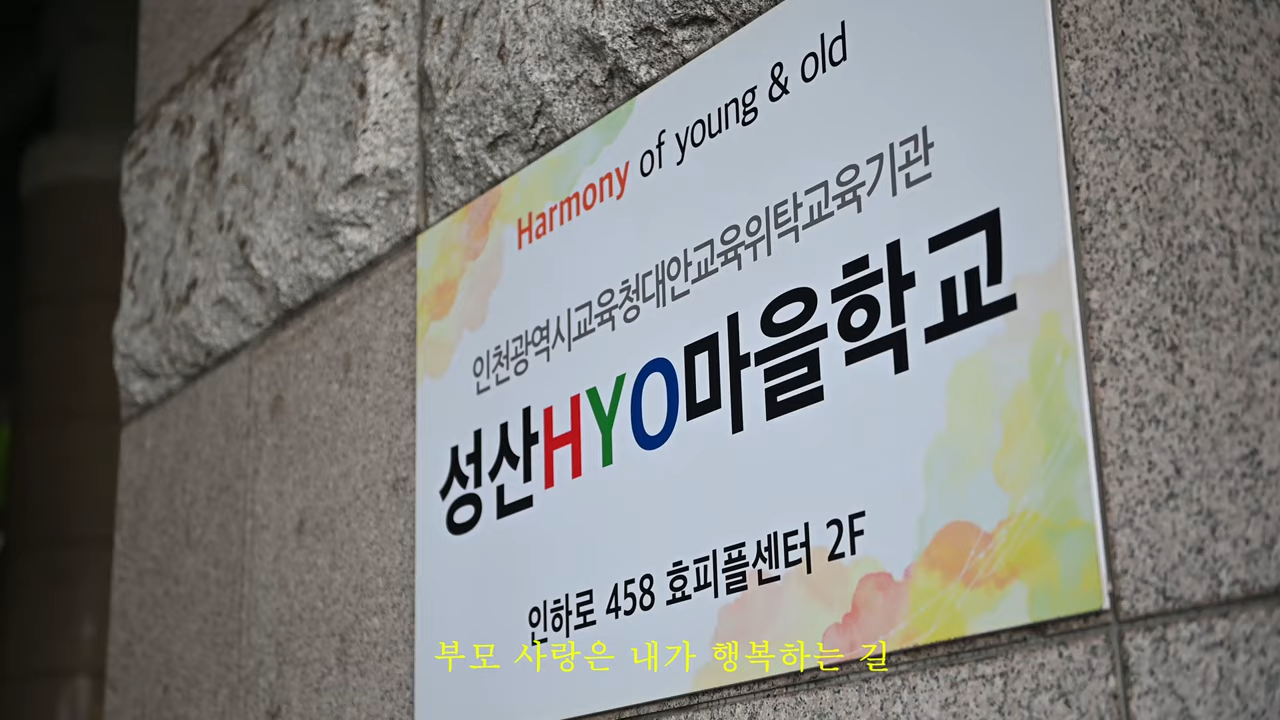 Harmony of young & old
인천광역시교육청대안교육위탁교육기관
성산HYO마을학교
인하로 458 효피플센터 2F
부모 사랑은 내가 행복하는 길